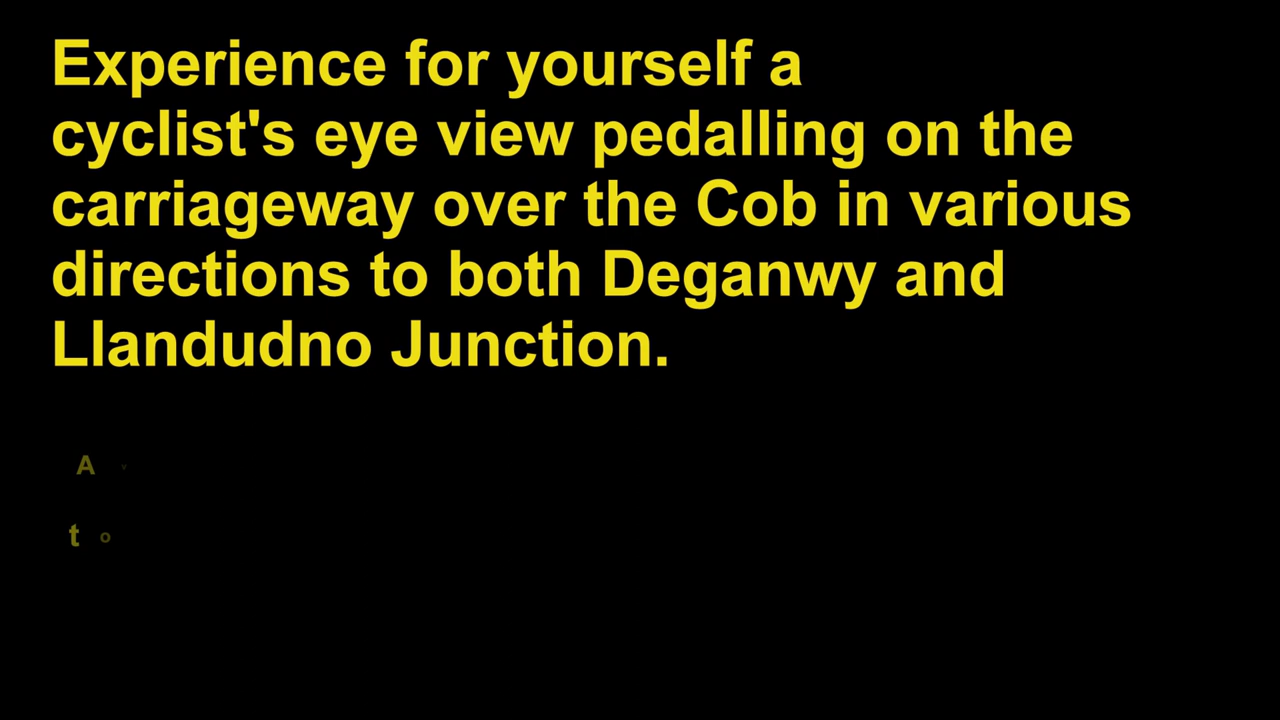 Experience for yourself a
cyclist's eye view pedalling on the
carriageway over the Cob in various
directions to both Deganwy and
Llandudno Junction.
A v
t o